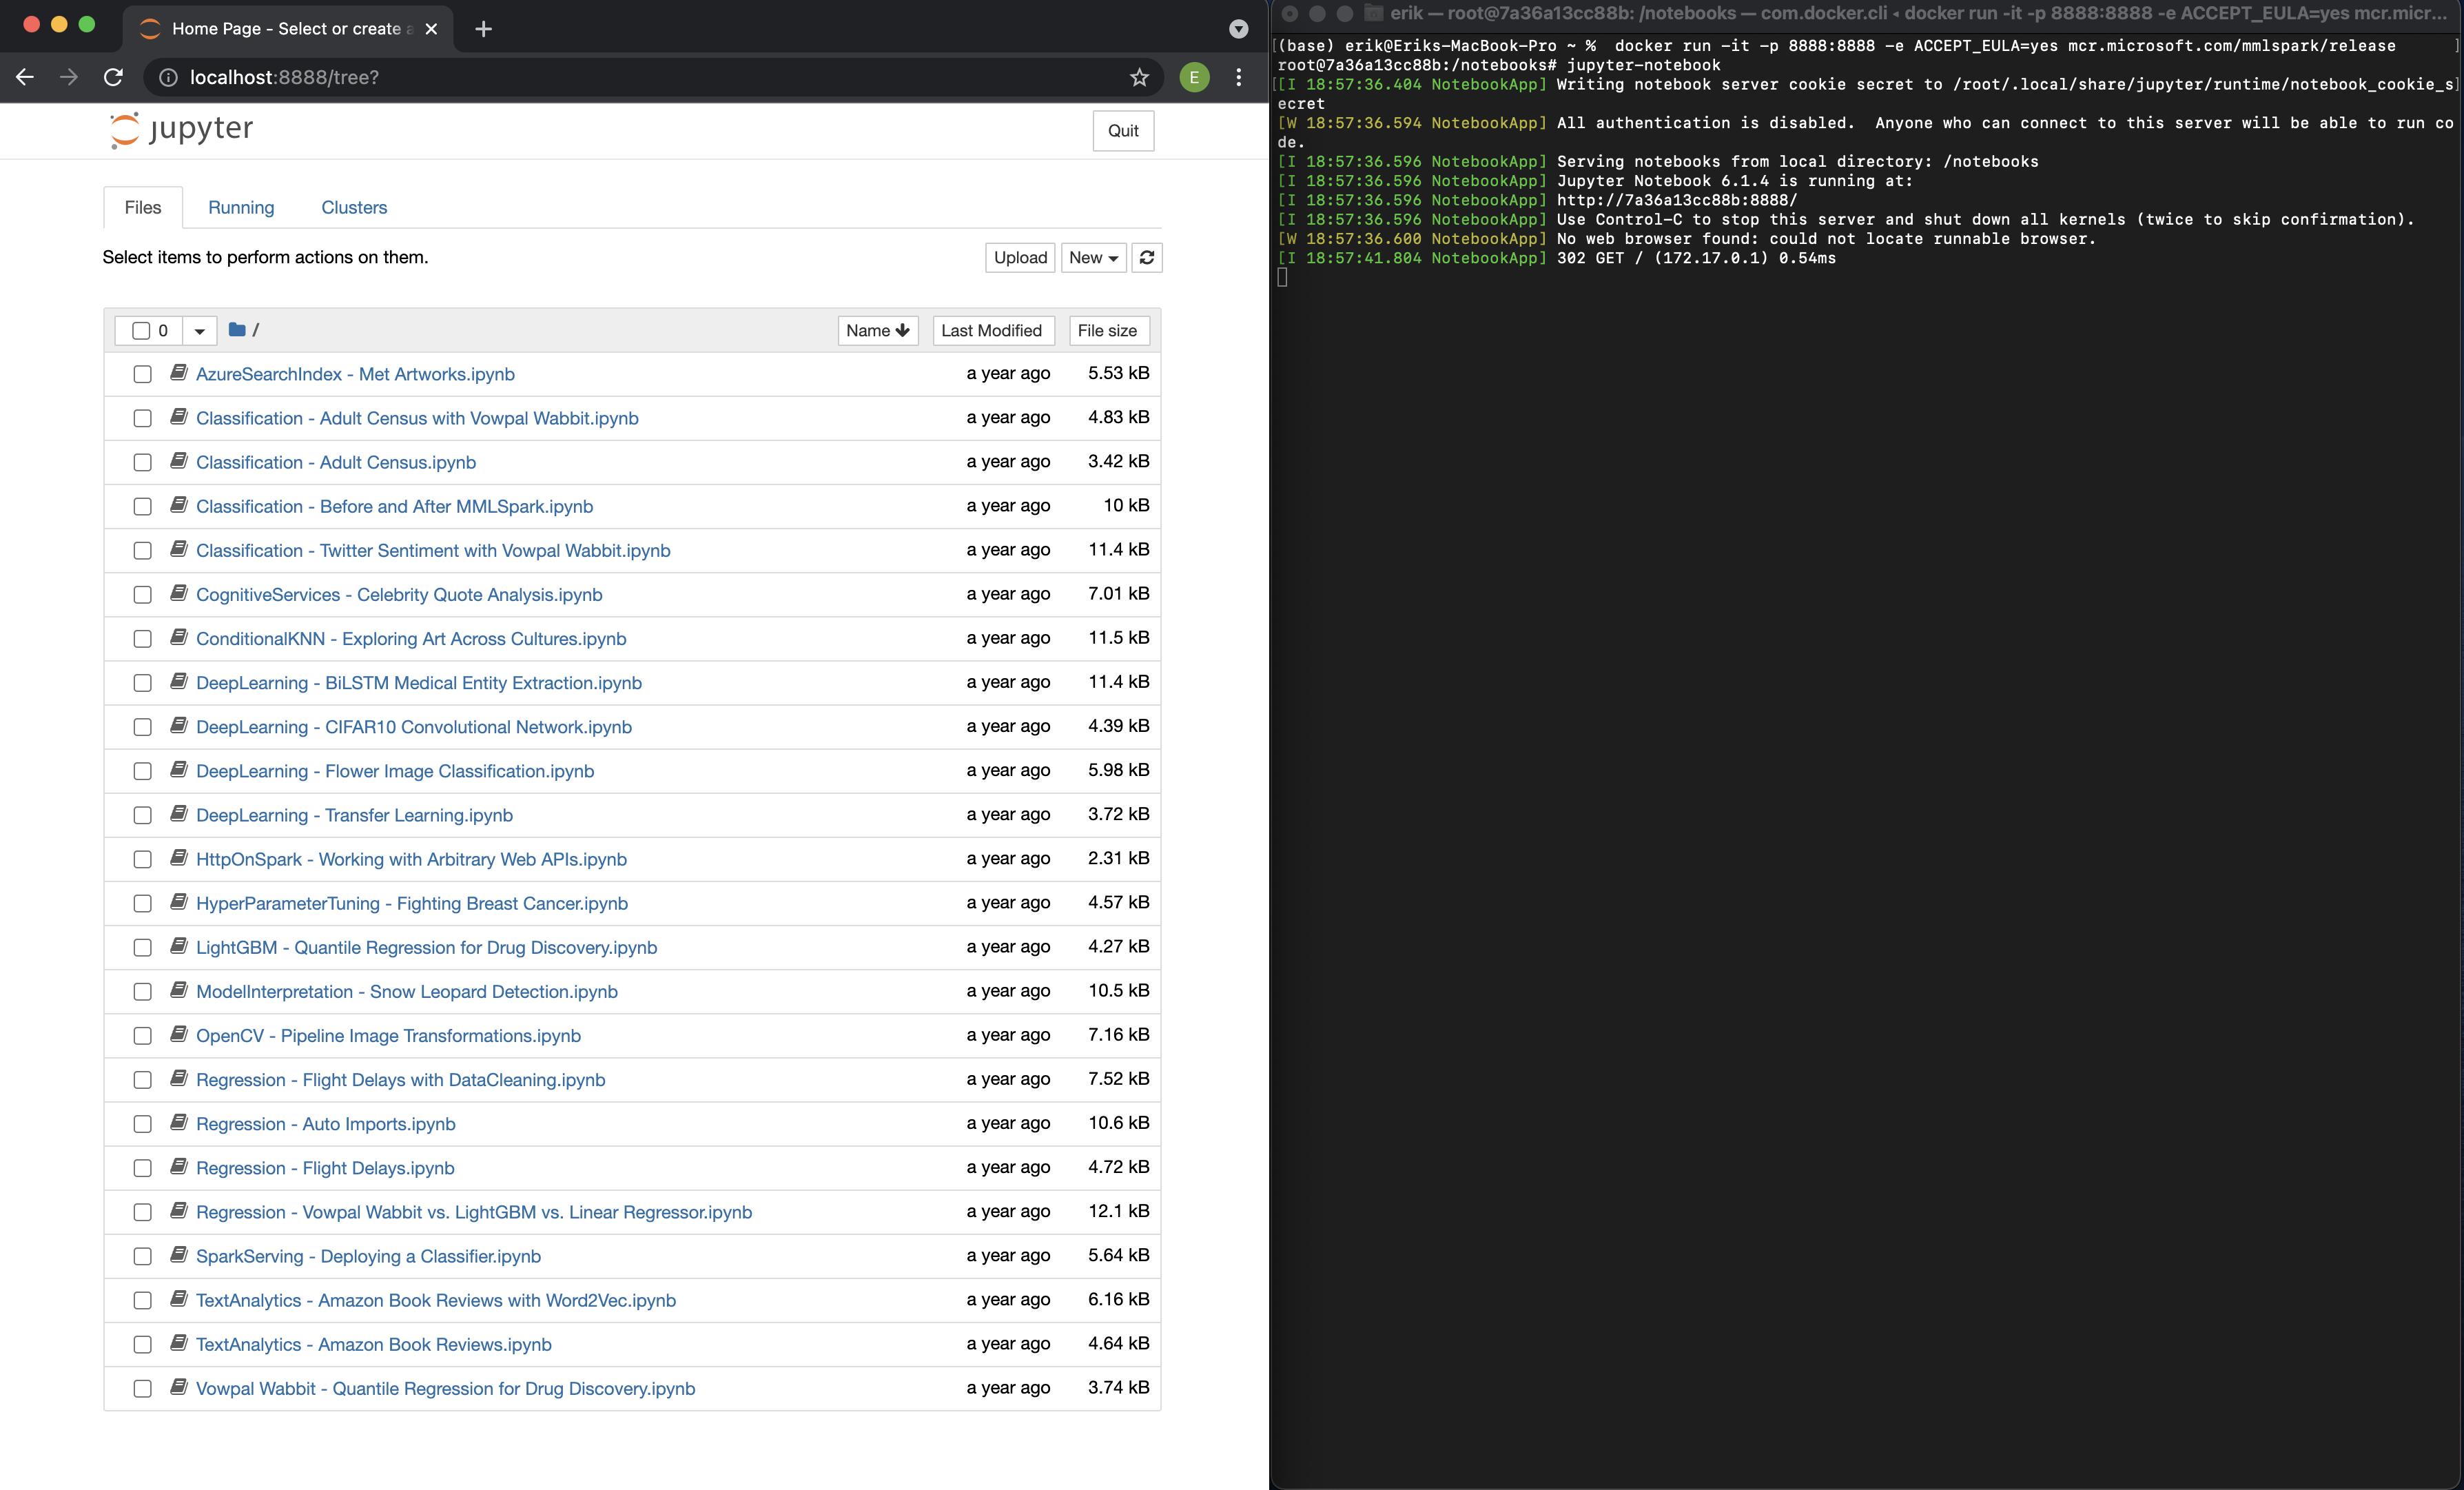 Home Page - Select or create a
localhost:8888/tree?
E
jupyter
Quit
Files Running Clusters
Select items to perform actions on them.
Upload New
0 / Name Last Modified File size
AzureSearchIndex - Met Artworks.ipynb a year ago 5.53 kB
Classification - Adult Census with Vowpal Wabbit.ipynb a year ago 4.83 kB
Classification - Adult Census.ipynb a year ago 3.42 kB
Classification - Before and After MMLSpark.ipynb a year ago 10 kB
Classification - Twitter Sentiment with Vowpal Wabbit.ipynb a year ago 11.4 kB
CognitiveServices - Celebrity Quote Analysis.ipynb a year ago 7.01 kB
ConditionalKNN - Exploring Art Across Cultures.ipynb a year ago 11.5 kB
DeepLearning - BiLSTM Medical Entity Extraction.ipynb a year ago 11.4 kB
DeepLearning - CIFAR10 Convolutional Network.ipynb a year ago 4.39 kB
DeepLearning - Flower Image Classification.ipynb a year ago 5.98 kB
DeepLearning - Transfer Learning.ipynb a year ago 3.72 kB
HttpOnSpark - Working with Arbitrary Web APIs.ipynb a year ago 2.31 kB
HyperParameterTuning - Fighting Breast Cancer.ipynb a year ago 4.57 kB
LightGBM - Quantile Regression for Drug Discovery.ipynb a year ago 4.27 kB
ModelInterpretation - Snow Leopard Detection.ipynb a year ago 10.5 kB
OpenCV - Pipeline Image Transformations.ipynb a year ago 7.16 kB
Regression - Flight Delays with DataCleaning.ipynb a year ago 7.52 kB
Regression - Auto Imports.ipynb a year ago 10.6 kB
Regression - Flight Delays.ipynb a year ago 4.72 kB
Regression - Vowpal Wabbit vs. LightGBM vs. Linear Regressor.ipynb a year ago 12.1 kB
SparkServing - Deploying a Classifier.ipynb a year ago 5.64 kB
TextAnalytics - Amazon Book Reviews with Word2Vec.ipynb a year ago 6.16 kB
TextAnalytics - Amazon Book Reviews.ipynb a year ago 4.64 kB
Vowpal Wabbit - Quantile Regression for Drug Discovery.ipynb a year ago 3.74 kB
erik — root@7a36a13cc88b: /notebooks — com.docker.cli ◂ docker run -it -p 8888:8888 -e ACCEPT_EULA=yes mcr.micr...
[(base) erik@Eriks-MacBook-Pro ~ %  docker run -it -p 8888:8888 -e ACCEPT_EULA=yes mcr.microsoft.com/mmlspark/release ]
root@7a36a13cc88b:/notebooks# jupyter-notebook
[[I 18:57:36.404 NotebookApp] Writing notebook server cookie secret to /root/.local/share/jupyter/runtime/notebook_cookie_s]
ecret
[W 18:57:36.594 NotebookApp] All authentication is disabled.  Anyone who can connect to this server will be able to run co
de.
[I 18:57:36.596 NotebookApp] Serving notebooks from local directory: /notebooks
[I 18:57:36.596 NotebookApp] Jupyter Notebook 6.1.4 is running at:
[I 18:57:36.596 NotebookApp] http://7a36a13cc88b:8888/
[I 18:57:36.596 NotebookApp] Use Control-C to stop this server and shut down all kernels (twice to skip confirmation).
[W 18:57:36.600 NotebookApp] No web browser found: could not locate runnable browser.
[I 18:57:41.804 NotebookApp] 302 GET / (172.17.0.1) 0.54ms